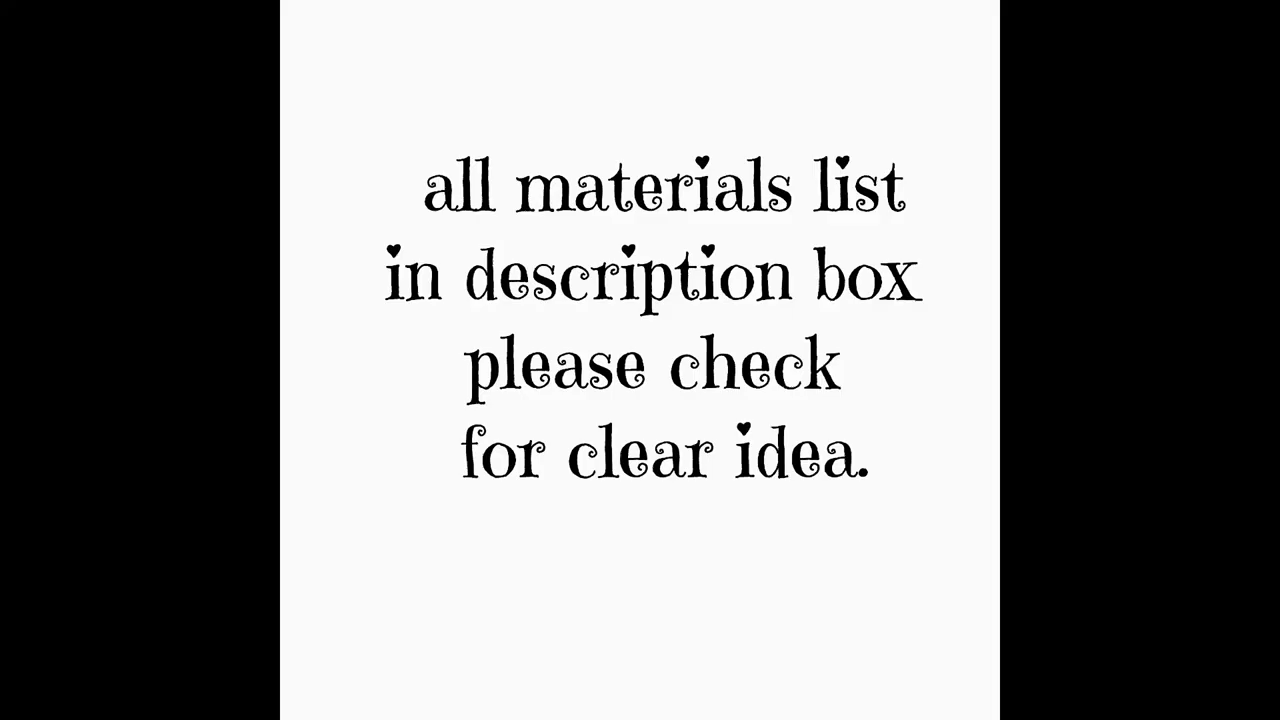 all materials list
in description box
please check
for clear idea.